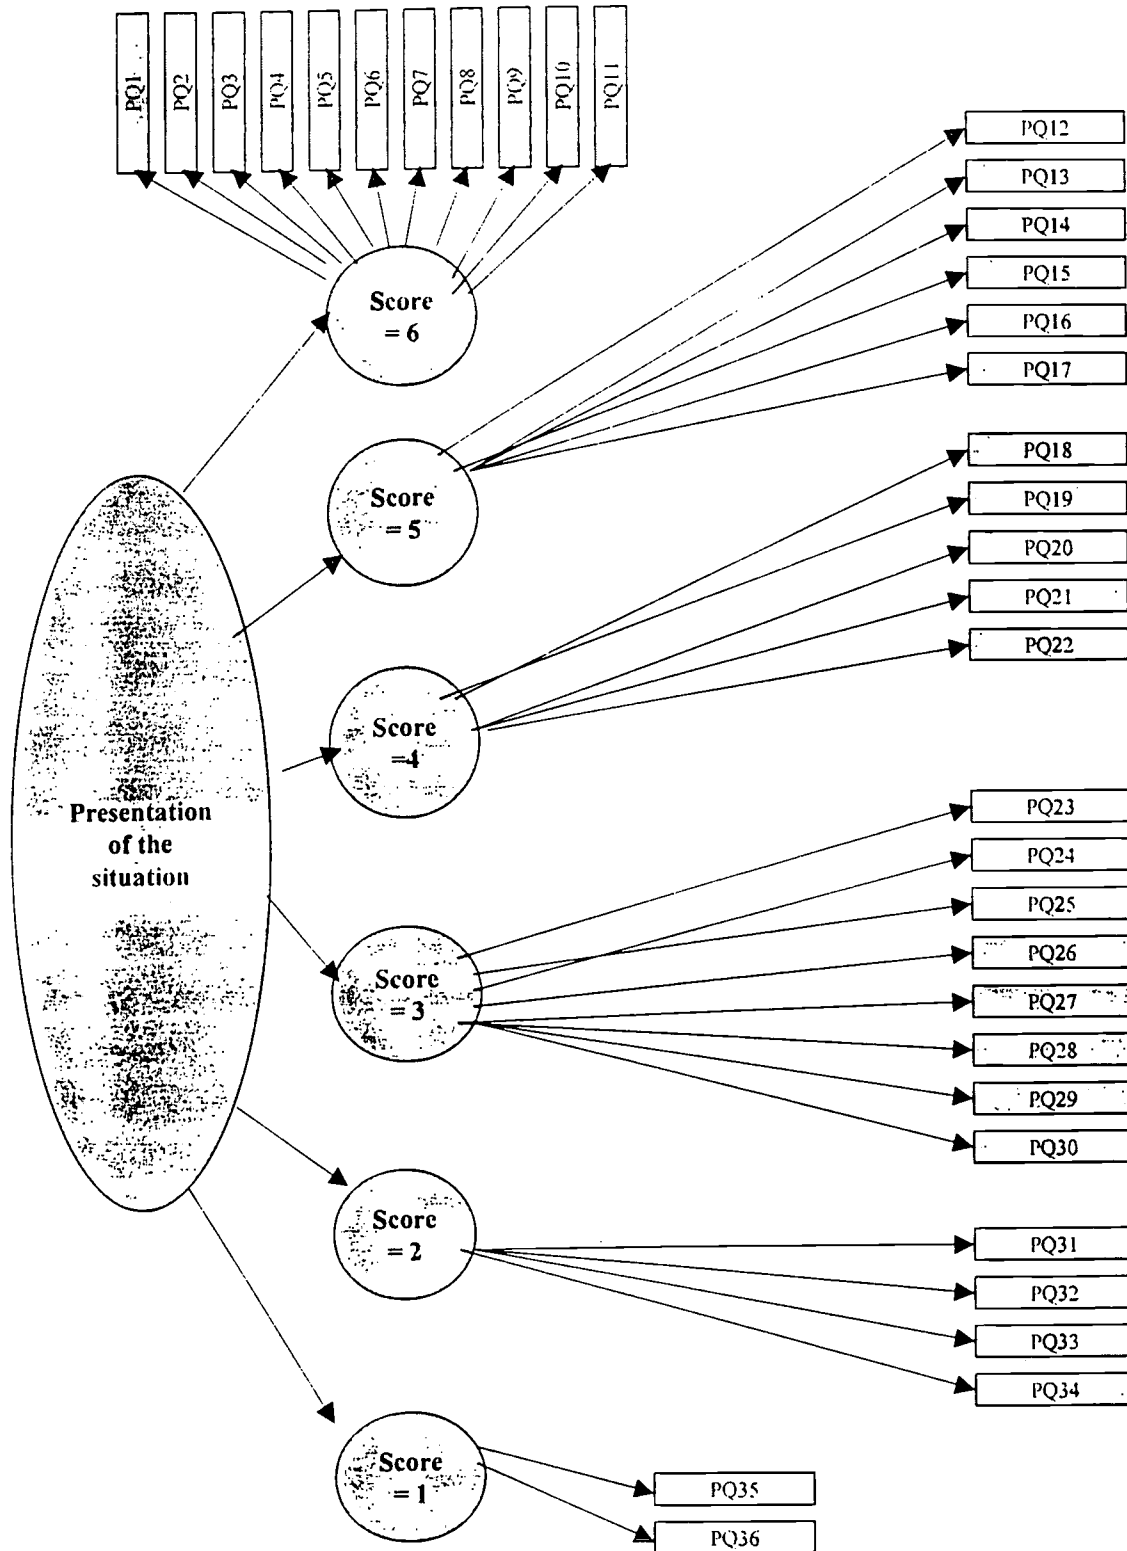 PQ1
PQ2
PQ3
PQ4
PQ5
PQ6
PQ7
PQ8
PQ9
PQ10
PQ11
Score
= 6
PQ12
PQ13
PQ14
PQ15
PQ16
PQ17
Score
= 5
PQ18
PQ19
PQ20
PQ21
PQ22
Score
=4
Presentation
of the
situation
PQ23
PQ24
PQ25
PQ26
PQ27
PQ28
PQ29
PQ30
Score
= 3
PQ31
PQ32
PQ33
PQ34
Score
= 2
Score
= 1
PQ35
PQ36